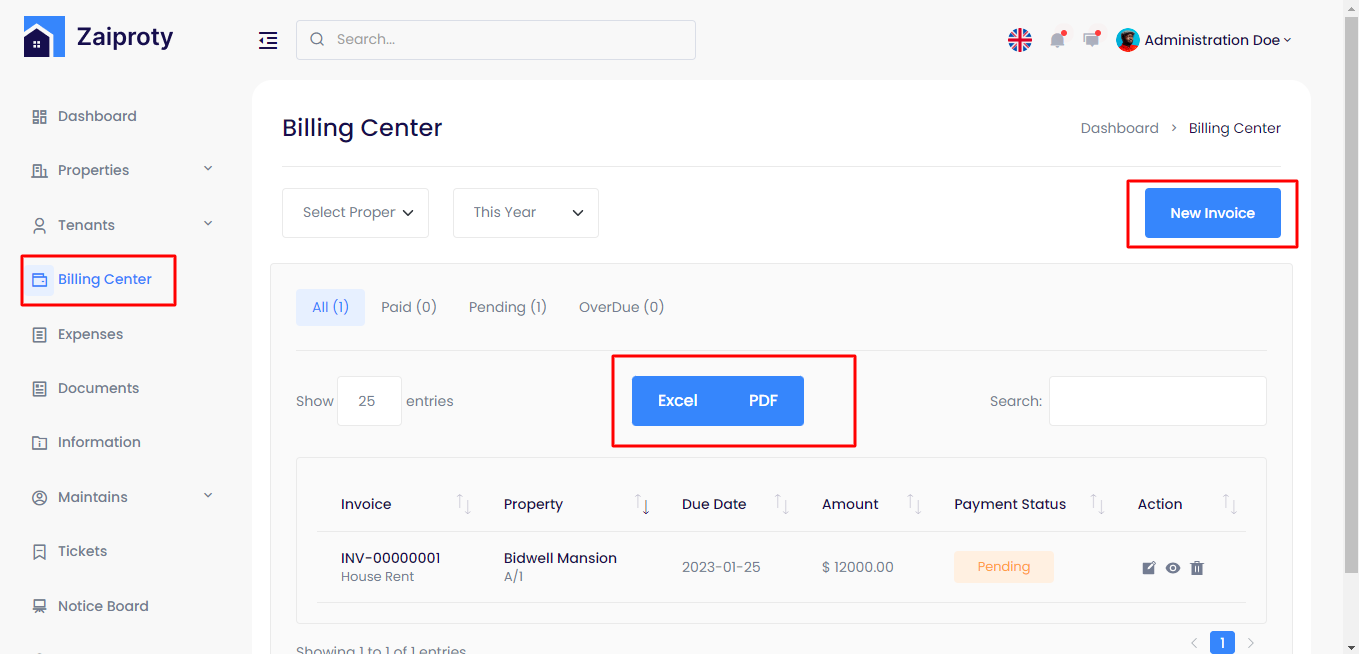 Zaiproty
Search...
Administration Doe
Dashboard
Properties
Tenants
Billing Center
Expenses
Documents
Information
Maintains
Tickets
Notice Board
Billing Center
Dashboard > Billing Center
Select Proper
This Year
New Invoice
All (1) Paid (0) Pending (1) OverDue (0)
Show 25 entries
Excel PDF
Search:
Invoice Property Due Date Amount Payment Status Action
INV-00000001 Bidwell Mansion 2023-01-25 $ 12000.00 Pending
House Rent A/1
Showing 1 to 1 of 1 entries
< 1 >